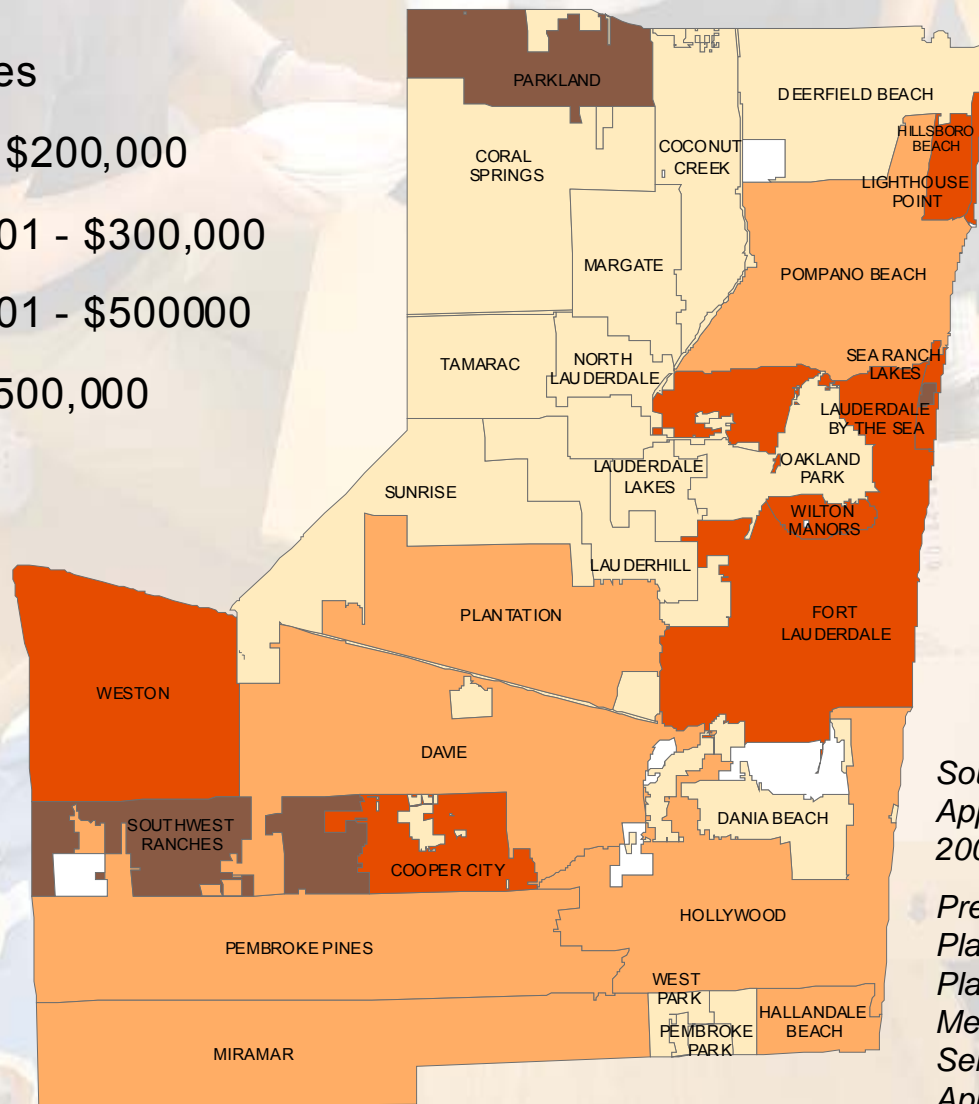 es
$200,000
01 - $300,000
01 - $500000
500,000
PARKLAND
DEERFIELD BEACH
HILLSBORO
BEACH
CORAL
SPRINGS
COCONUT
CREEK
LIGHTHOUSE
POINT
MARGATE
POMPANO BEACH
TAMARAC
NORTH
LAUDERDALE
SEA RANCH
LAKES
LAUDERDALE
BY THE SEA
OAKLAND
PARK
LAUDERDALE
LAKES
SUNRISE
WILTON
MANORS
LAUDERHILL
PLANTATION
FORT
LAUDERDALE
WESTON
DAVIE
SOUTHWEST
RANCHES
DANIA BEACH
COOPER CITY
HOLLYWOOD
PEMBROKE PINES
WEST
PARK
PEMBROKE
PARK
HALLANDALE
BEACH
MIRAMAR
Sou
App
200
Pre
Pla
Pla
Me
Ser